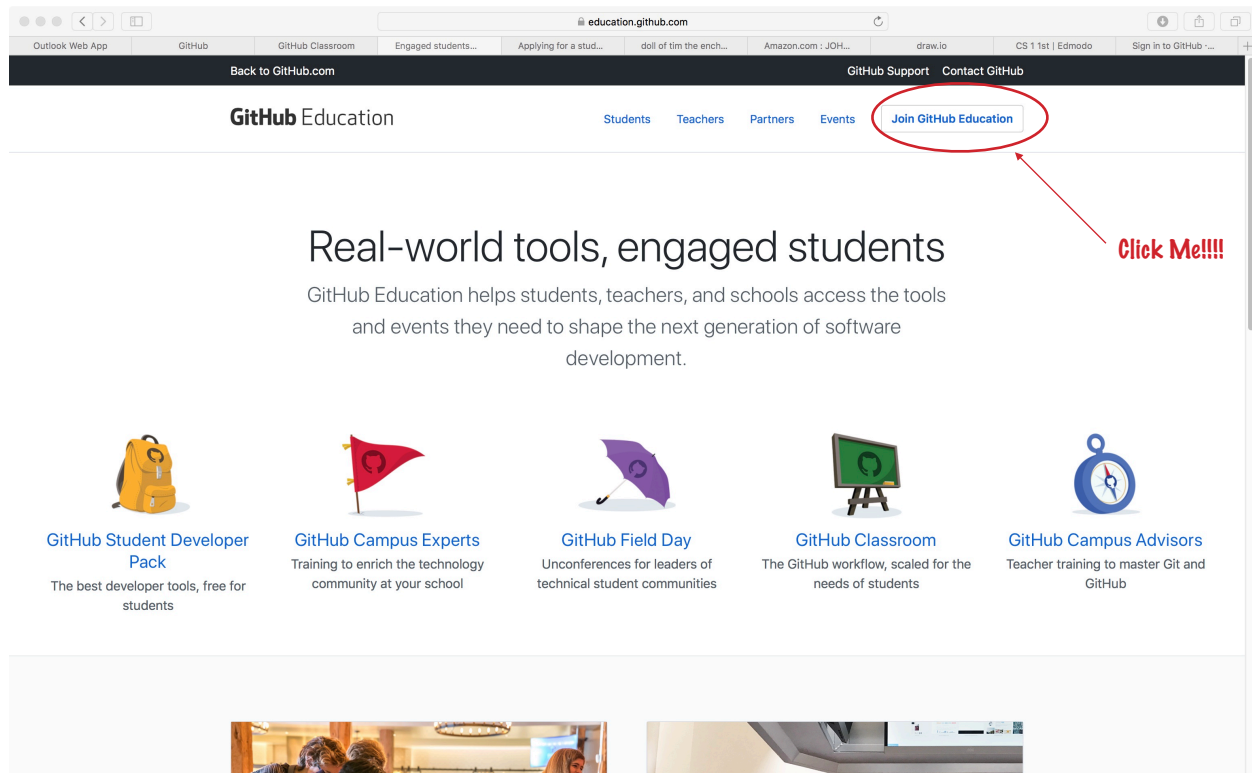 education.github.com
Outlook Web App GitHub GitHub Classroom Engaged students... Applying for a stud... doll of tim the ench... Amazon.com : JOH... draw.io CS 1 1st | Edmodo Sign in to GitHub ·...
Back to GitHub.com GitHub Support Contact GitHub
GitHub Education Students Teachers Partners Events Join GitHub Education
Click Me!!!!
Real-world tools, engaged students
GitHub Education helps students, teachers, and schools access the tools
and events they need to shape the next generation of software
development.
GitHub Student Developer
Pack
The best developer tools, free for
students
GitHub Campus Experts
Training to enrich the technology
community at your school
GitHub Field Day
Unconferences for leaders of
technical student communities
GitHub Classroom
The GitHub workflow, scaled for the
needs of students
GitHub Campus Advisors
Teacher training to master Git and
GitHub